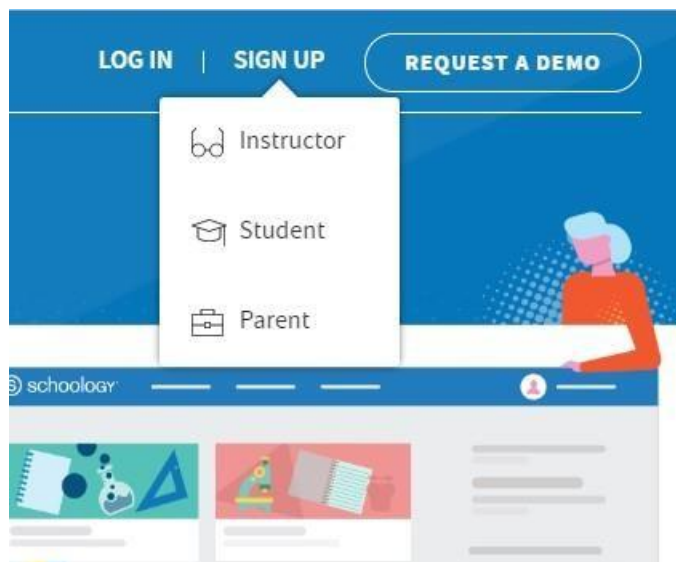 LOG IN | SIGN UP REQUEST A DEMO
Instructor
Student
Parent
schoology